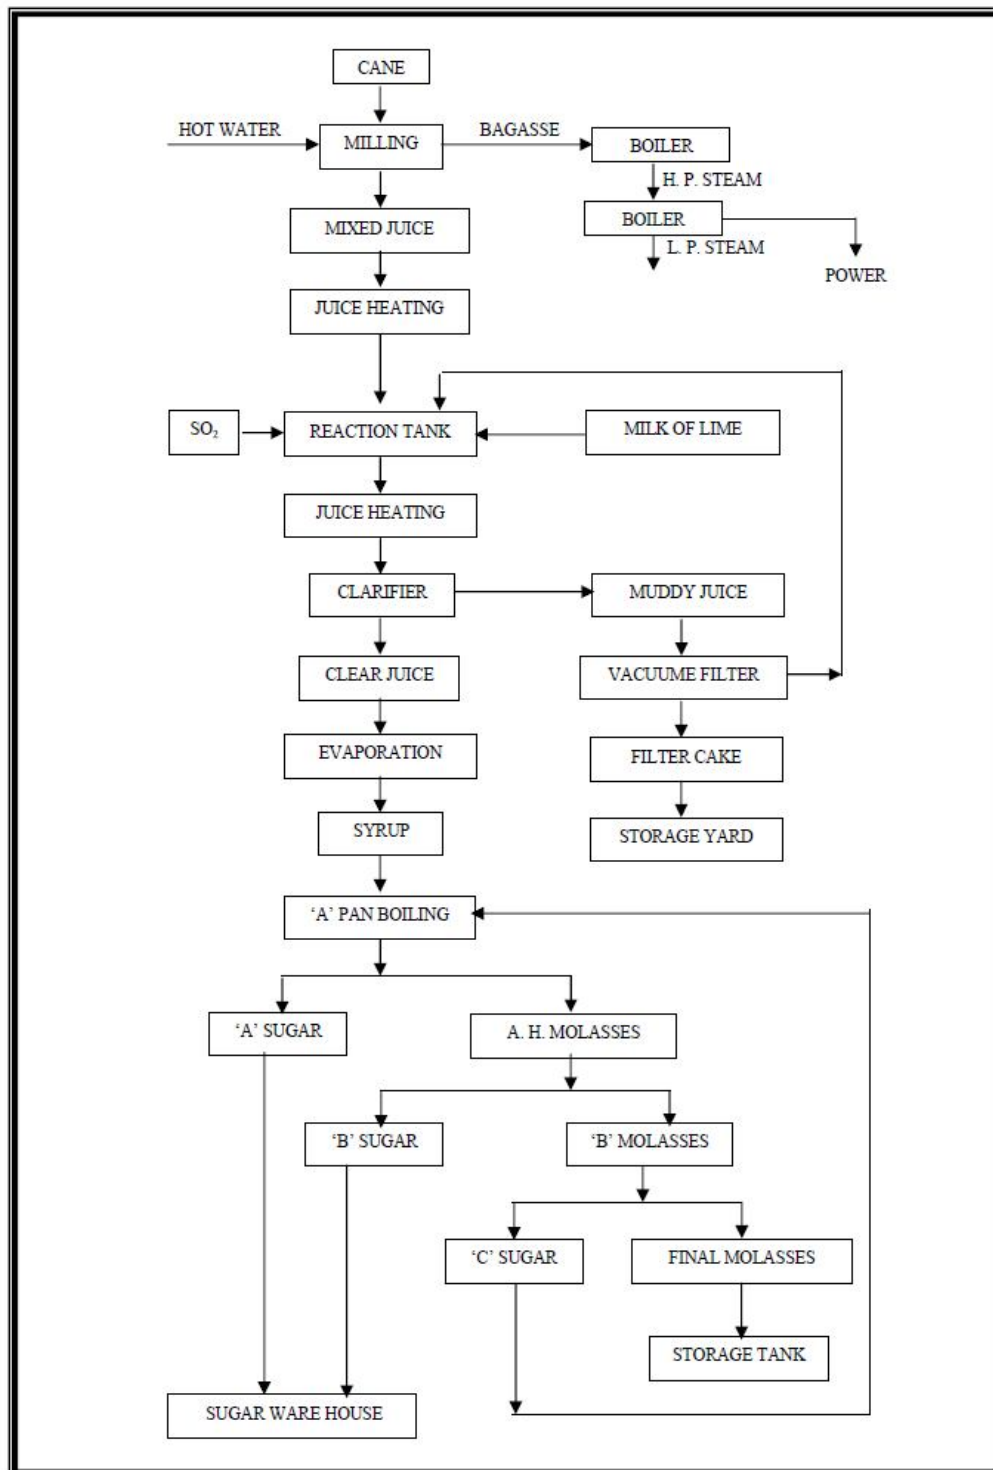 CANE
HOT WATER
MILLING
BAGASSE
BOILER
H. P. STEAM
MIXED JUICE
BOILER
L. P. STEAM
POWER
JUICE HEATING
SO₂
REACTION TANK
MILK OF LIME
JUICE HEATING
CLARIFIER
MUDDY JUICE
CLEAR JUICE
VACUUME FILTER
EVAPORATION
FILTER CAKE
SYRUP
STORAGE YARD
‘A’ PAN BOILING
‘A’ SUGAR
A. H. MOLASSES
‘B’ SUGAR
‘B’ MOLASSES
‘C’ SUGAR
FINAL MOLASSES
STORAGE TANK
SUGAR WARE HOUSE